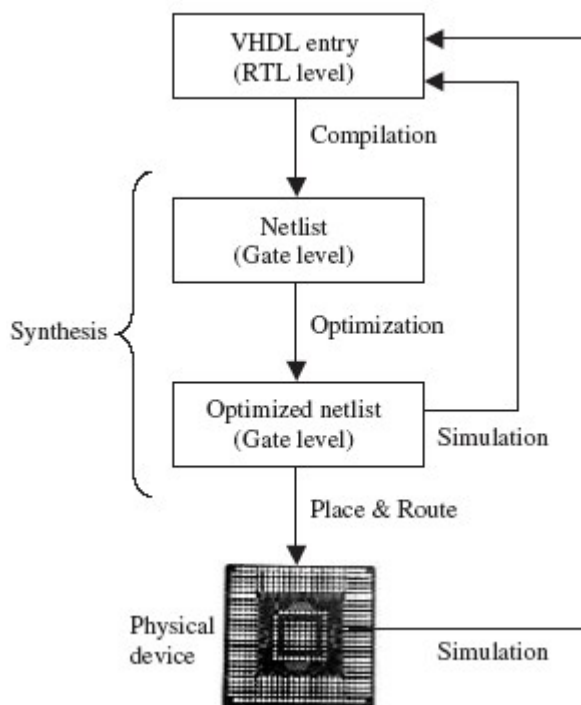 VHDL entry
(RTL level)
Compilation
Netlist
(Gate level)
Synthesis
Optimization
Optimized netlist
(Gate level)
Simulation
Place & Route
Physical
device
Simulation